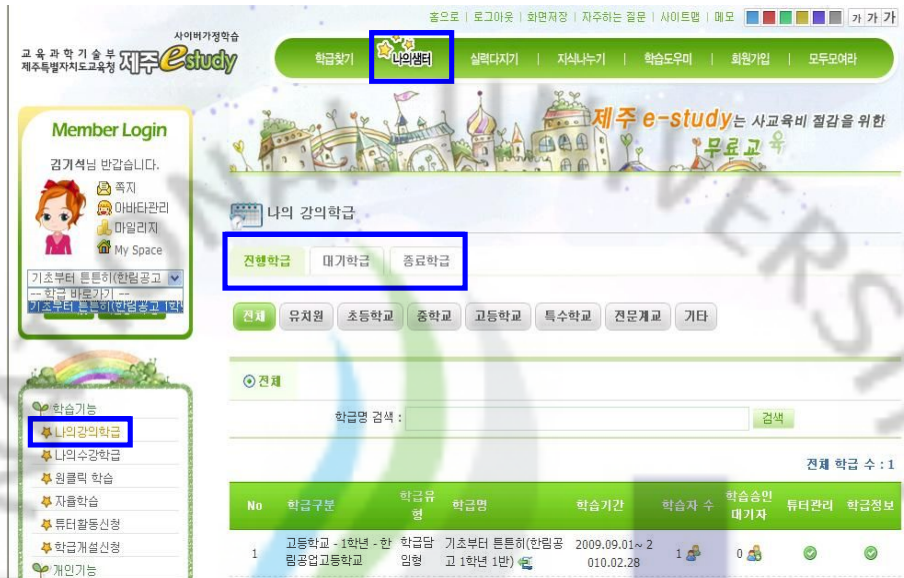 홈으로 | 로그아웃 | 화면저장 | 자주하는 질문 | 사이트맵 | 메모 가 가 가
사이버가정학습
교육과학기술부
제주특별자치도교육청
제주 e study
학급찾기 나의샘터 실력다지기 | 지식나누기 | 학습도우미 | 회원가입 | 모두모여라
제주 e-study는 사교육비 절감을 위한
무료교육
Member Login
김기석님 반갑습니다.
쪽지
아바타관리
마일리지
My Space
기초부터 튼튼히(한림공고
-- 학급 바로가기 --
기초부터 튼튼히(한림공고 1학
나의 강의학급
진행학급 대기학급 종료학급
전체 유치원 초등학교 중학교 고등학교 특수학교 전문계교 기타
전체
학급명 검색 : 검색
전체 학급 수 : 1
No 학급구분 학급유형 학급명 학습기간 학습자 수 학습승인대기자 튜터관리 학급정보
1 고등학교 - 1학년 - 한림공업고등학교 학급담임형 기초부터 튼튼히(한림공고 1학년 1반) 2009.09.01~2010.02.28 1 0
학습기능
나의강의학급
나의수강학급
원클릭 학습
자율학습
튜터활동신청
학급개설신청
개인기능